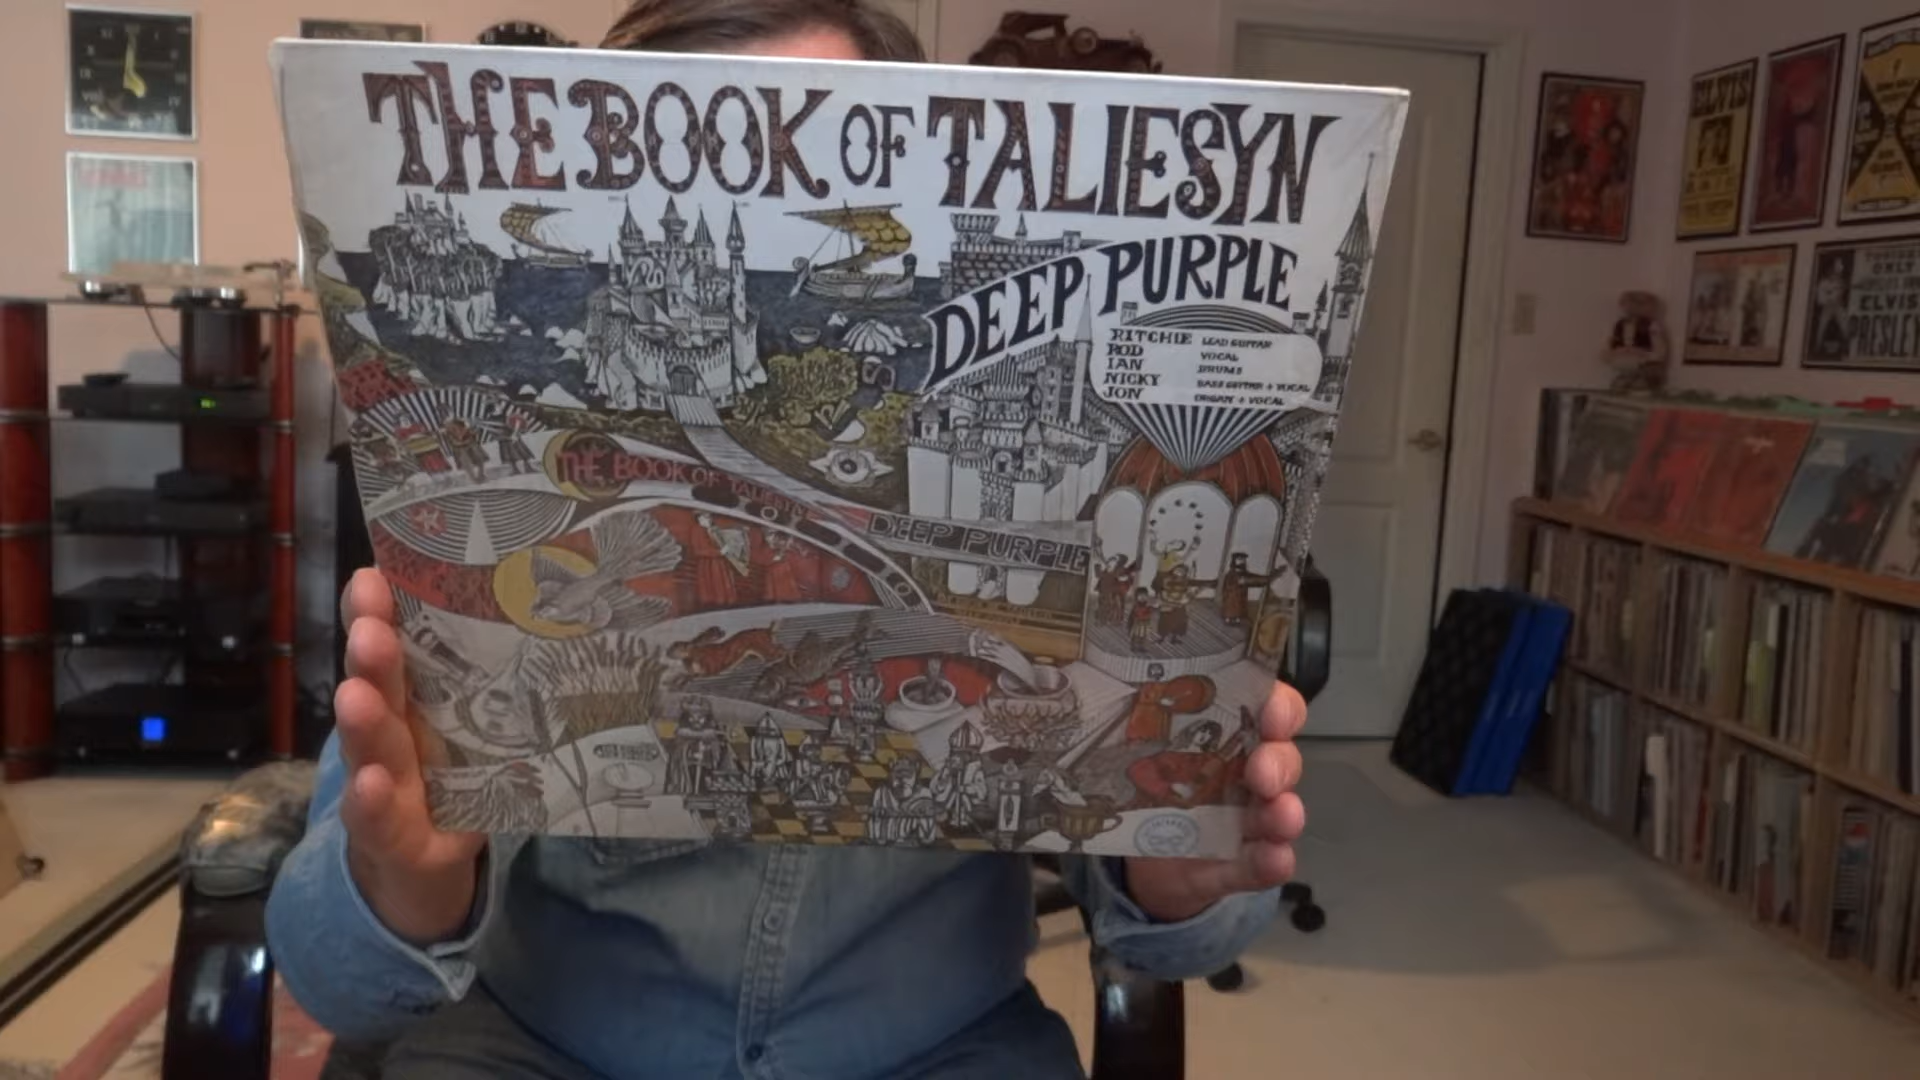 THE BOOK OF TALIESYN
DEEP PURPLE
RITCHIE LEAD GUITAR
ROD VOCAL
IAN DRUMS
NICKY BASS GUITAR + VOCAL
JON ORGAN + VOCAL
THE BOOK OF TALIESYN
DEEP PURPLE
ELVIS
ONLY
ELVIS
PRESLEY